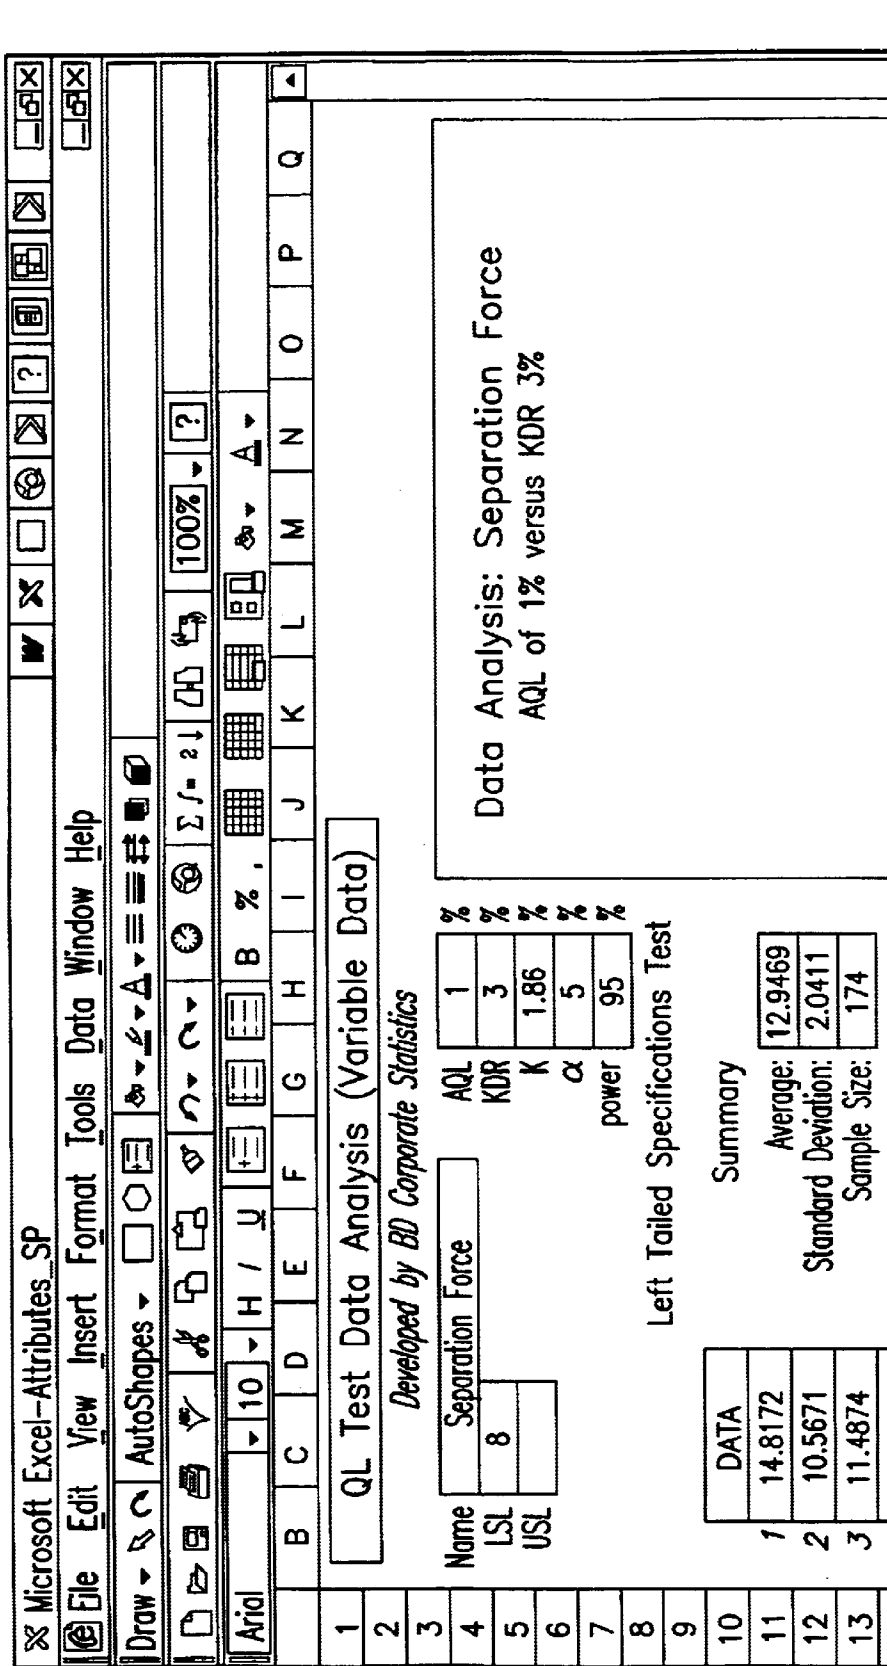 Microsoft Excel–Attributes_SP
File Edit View Insert Format Tools Data Window Help
Draw AutoShapes A
Σ ƒ= 2↓ 100% ?
Arial 10 H / U B % , A
B C D E F G H I J K L M N O P Q
1 QL Test Data Analysis (Variable Data)
2 Developed by BD Corporate Statistics
3
4 Name Separation Force AQL 1 %
5 LSL 8 KDR 3 %
6 USL K 1.86 %
α 5 %
7 power 95 %
8 Left Tailed Specifications Test
9
10 DATA Summary
11 1 14.8172 Average: 12.9469
12 2 10.5671 Standard Deviation: 2.0411
13 3 11.4874 Sample Size: 174
Data Analysis: Separation Force
AQL of 1% versus KDR 3%